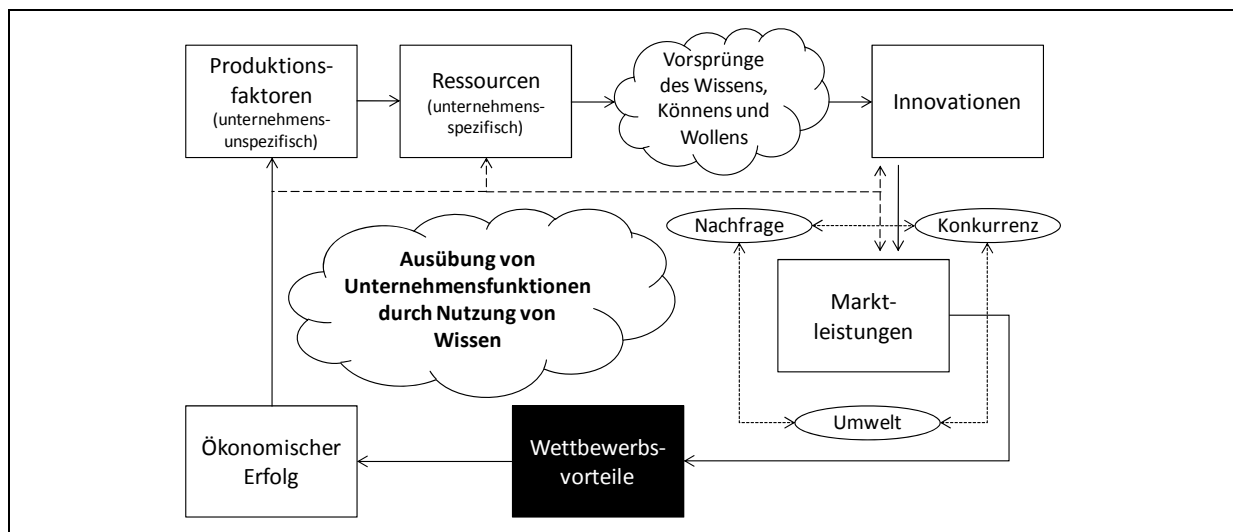 Produktions-
faktoren
(unternehmens-
unspezifisch)
Ressourcen
(unternehmens-
spezifisch)
Vorsprünge
des Wissens,
Könnens und
Wollens
Innovationen
Nachfrage
Konkurrenz
Ausübung von
Unternehmensfunktionen
durch Nutzung von
Wissen
Markt-
leistungen
Umwelt
Ökonomischer
Erfolg
Wettbewerbs-
vorteile